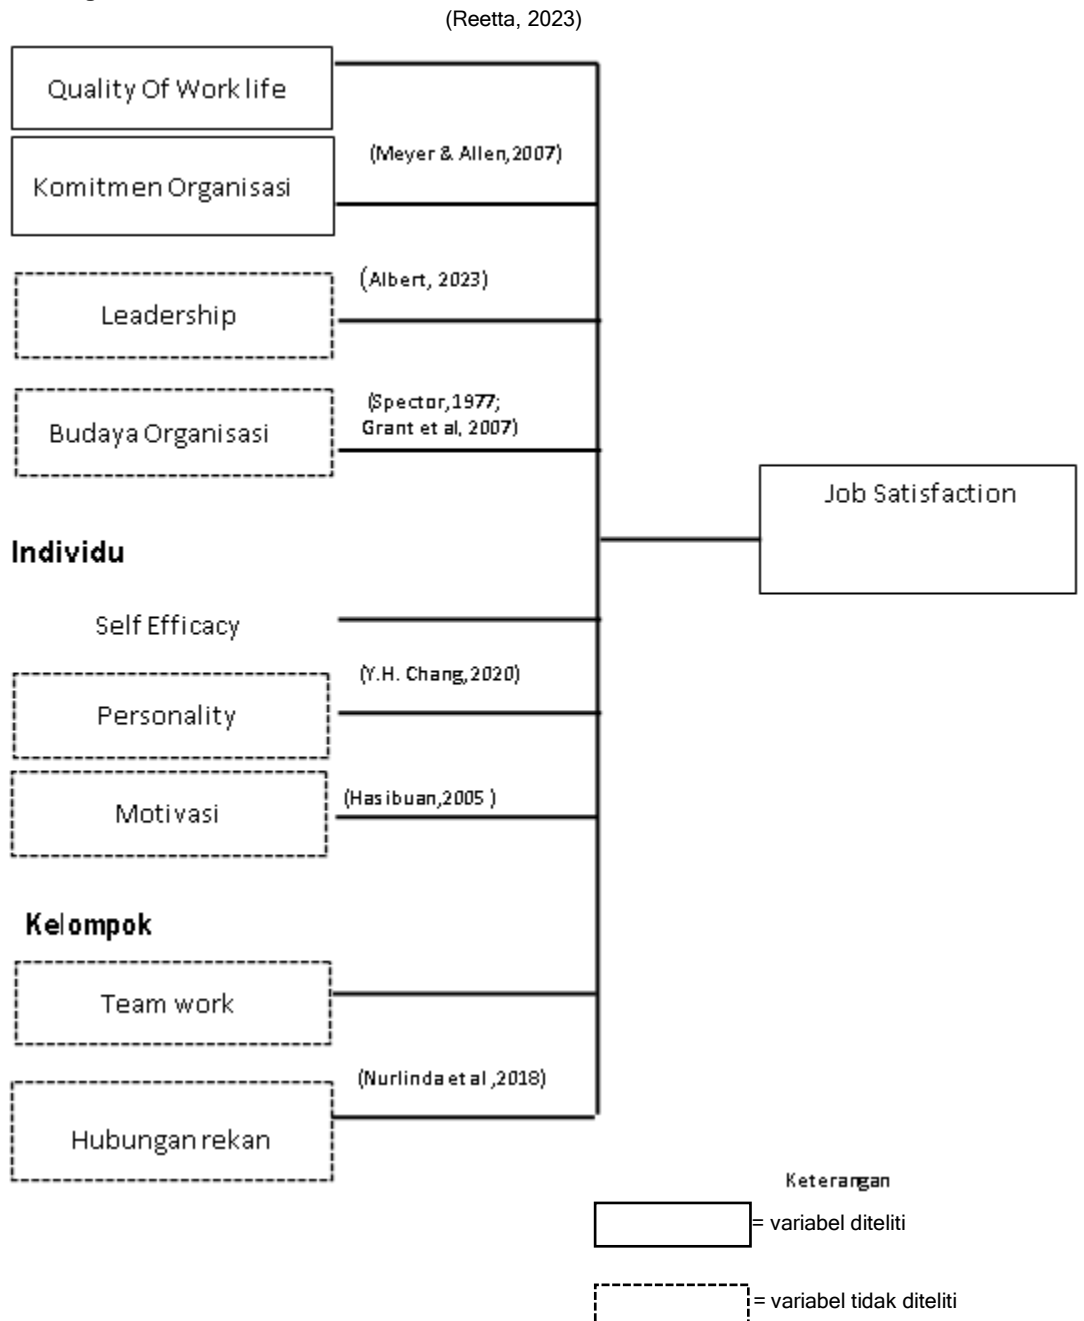 (Reetta, 2023)
Quality Of Work life
(Meyer & Allen,2007)
Komitmen Organisasi
(Albert, 2023)
Leadership
(Spector,1977;
Grant et al, 2007)
Budaya Organisasi
Job Satisfaction
Individu
Self Efficacy
(Y.H. Chang,2020)
Personality
(Hasibuan,2005 )
Motivasi
Kelompok
Team work
(Nurlinda et al ,2018)
Hubungan rekan
Keterangan
= variabel diteliti
= variabel tidak diteliti